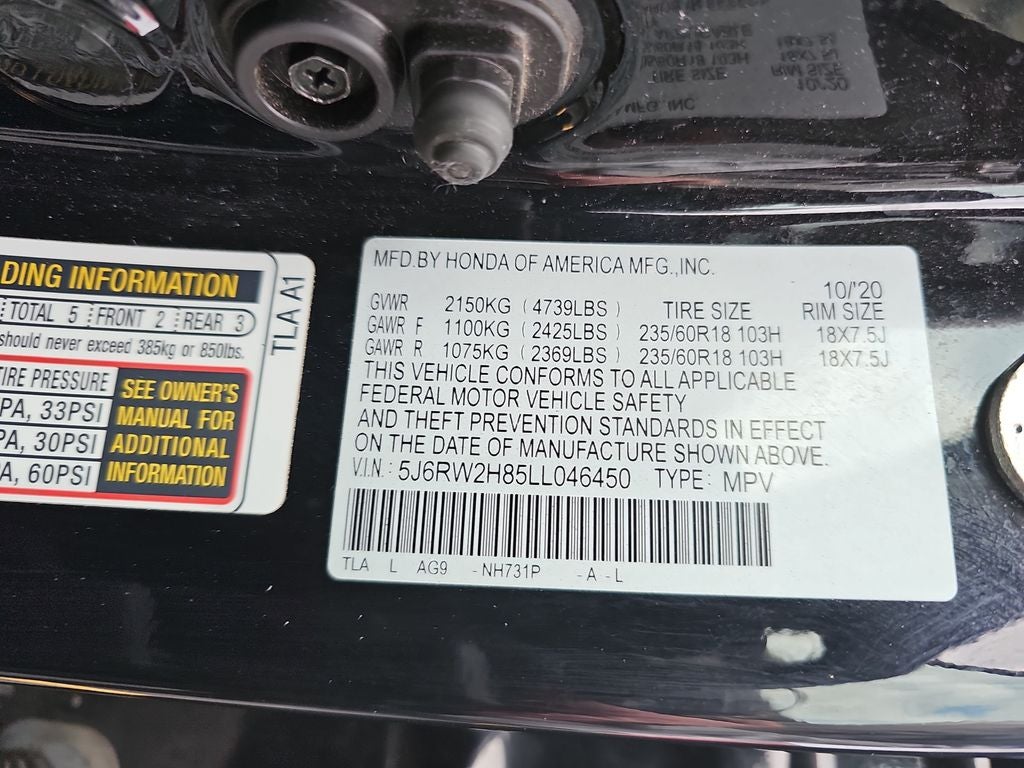 DING INFORMATION
TOTAL 5 FRONT 2 REAR 3
should never exceed 385kg or 850lbs.
TIRE PRESSURE
PA, 33PSI
PA, 30PSI
PA, 60PSI
SEE OWNER'S
MANUAL FOR
ADDITIONAL
INFORMATION
TLA A1
MFD.BY HONDA OF AMERICA MFG.,INC.
10/'20
GVWR 2150KG (4739LBS) TIRE SIZE RIM SIZE
GAWR F 1100KG (2425LBS) 235/60R18 103H 18X7.5J
GAWR R 1075KG (2369LBS) 235/60R18 103H 18X7.5J
THIS VEHICLE CONFORMS TO ALL APPLICABLE
FEDERAL MOTOR VEHICLE SAFETY
AND THEFT PREVENTION STANDARDS IN EFFECT
ON THE DATE OF MANUFACTURE SHOWN ABOVE.
V.I.N: 5J6RW2H85LL046450 TYPE: MPV
TLA L AG9 -NH731P -A -L